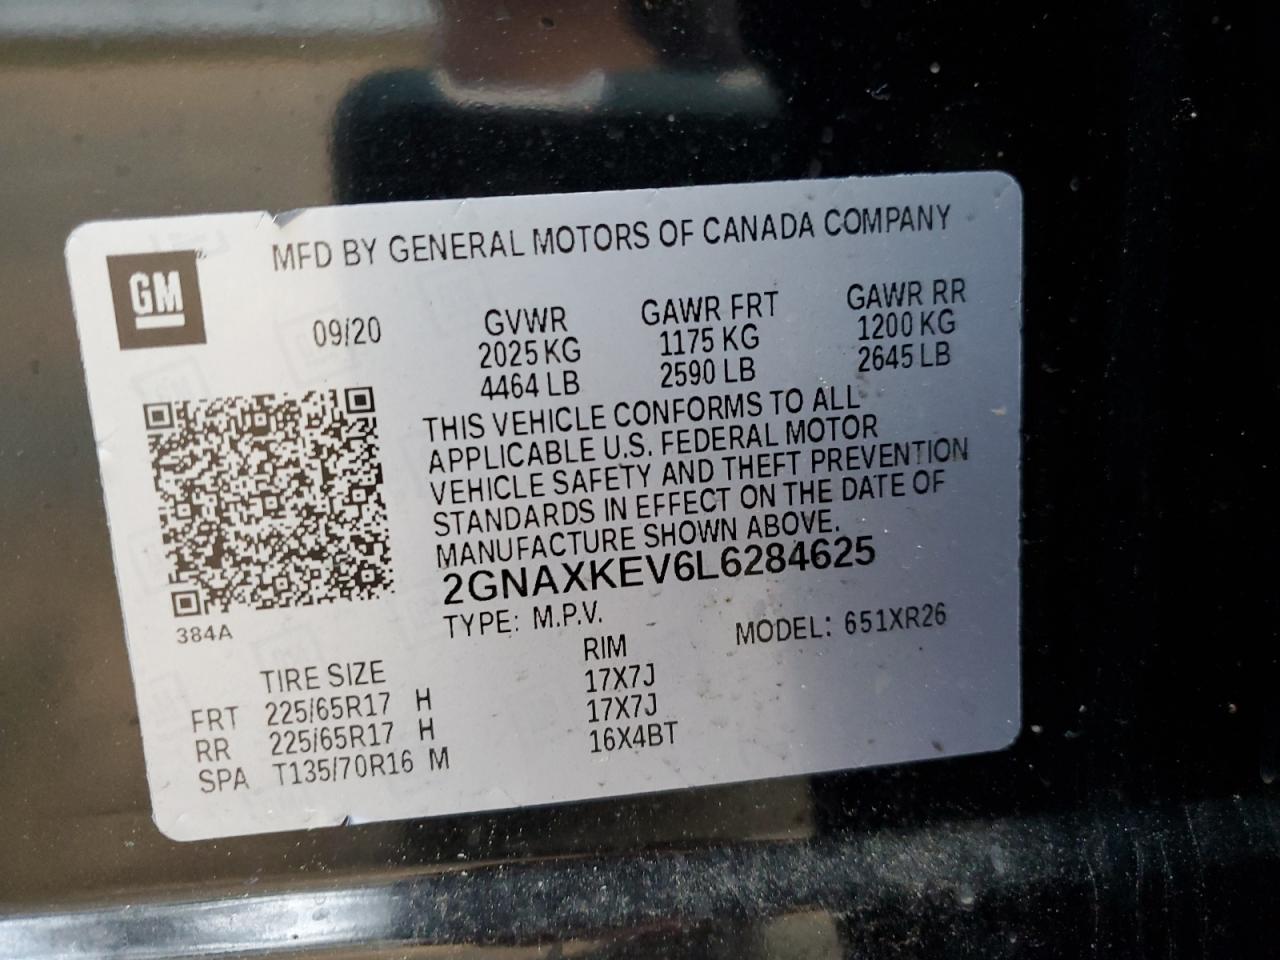 GM
MFD BY GENERAL MOTORS OF CANADA COMPANY
09/20
GVWR GAWR FRT GAWR RR
2025 KG 1175 KG 1200 KG
4464 LB 2590 LB 2645 LB
THIS VEHICLE CONFORMS TO ALL
APPLICABLE U.S. FEDERAL MOTOR
VEHICLE SAFETY AND THEFT PREVENTION
STANDARDS IN EFFECT ON THE DATE OF
MANUFACTURE SHOWN ABOVE.
2GNAXKEV6L6284625
384A
TYPE: M.P.V. MODEL: 651XR26
TIRE SIZE RIM
FRT 225/65R17 H 17X7J
RR 225/65R17 H 17X7J
SPA T135/70R16 M 16X4BT